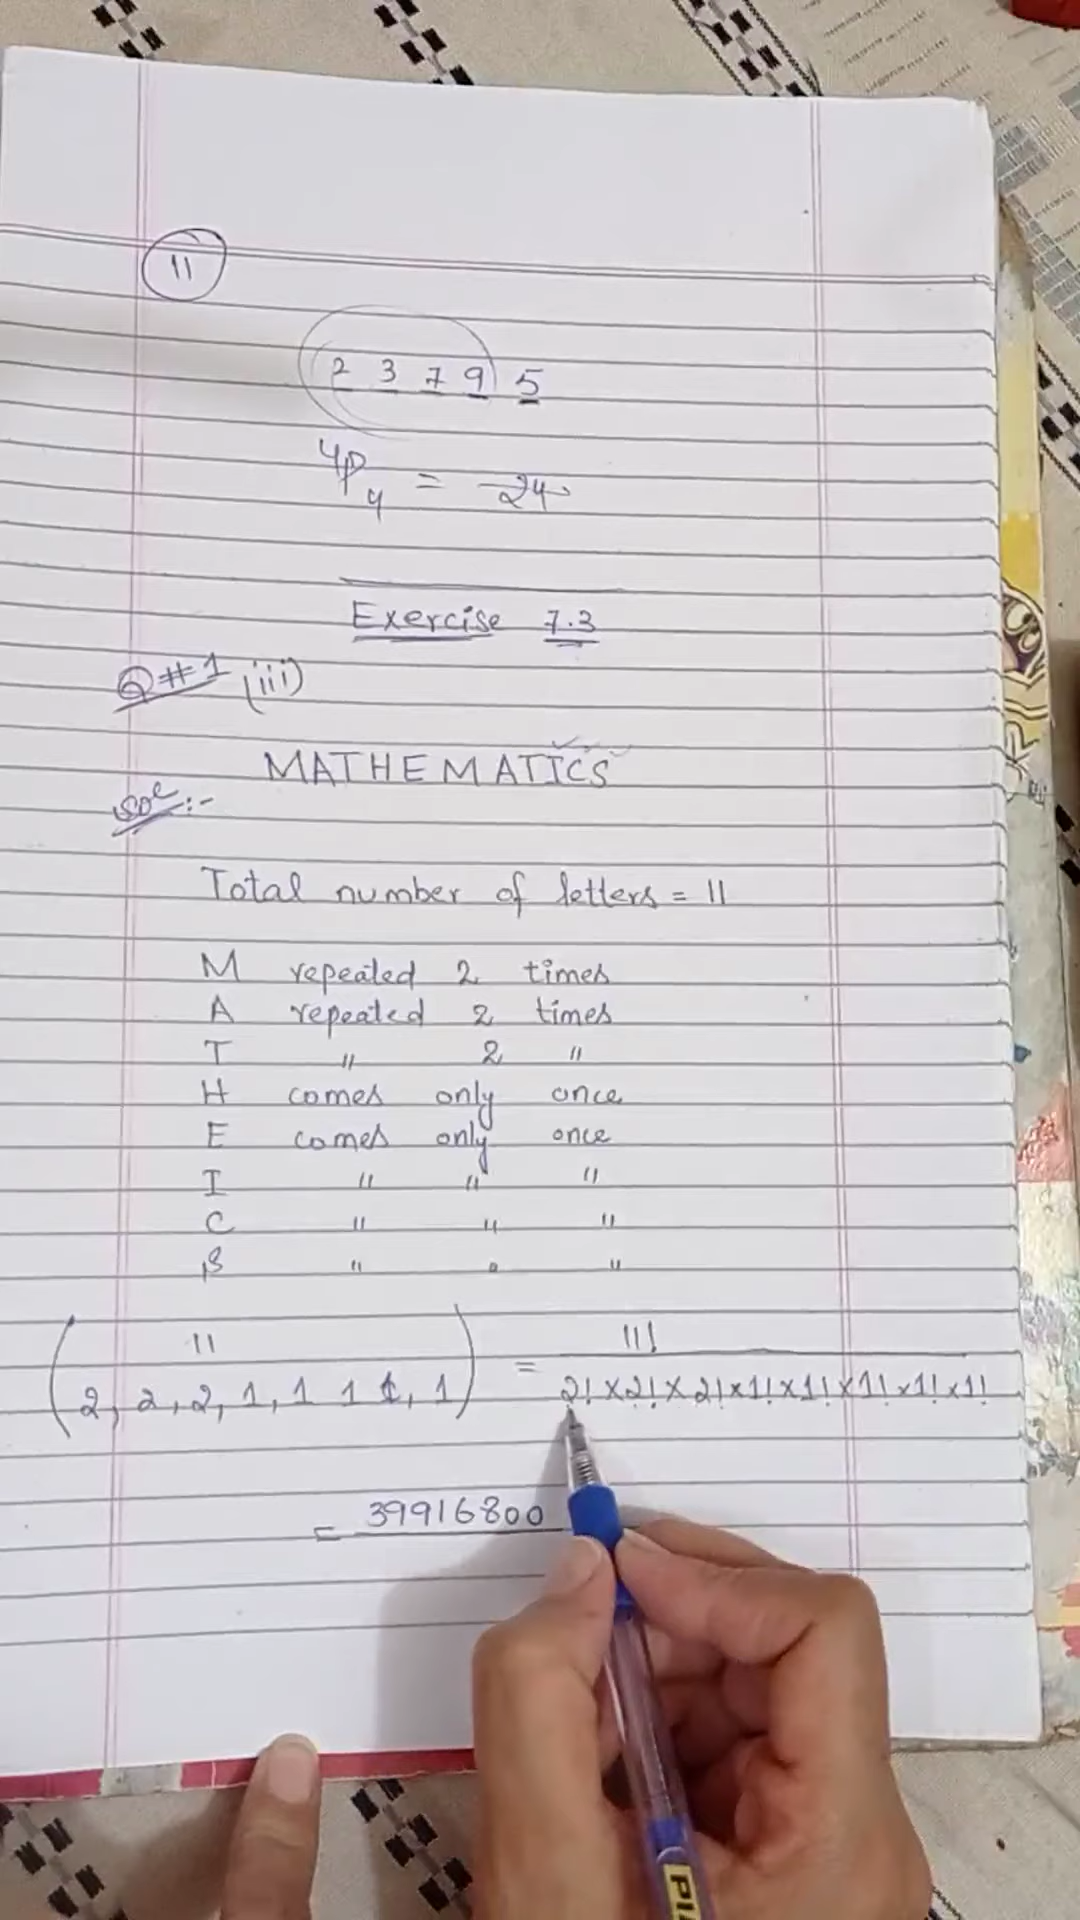 11
2 3 7 9 5
4P4 = 24
Exercise 7.3
Q#1 (iii)
MATHEMATICS
Sol:-
Total number of letters = 11
M repeated 2 times
A repeated 2 times
T " 2 "
H comes only once
E comes only once
I " " "
C " " "
S " " "
( 11 ) = 11!
2, 2, 2, 1, 1 1 1, 1 2! × 2! × 2! × 1! × 1! × 1! × 1! × 1!
= 39916800